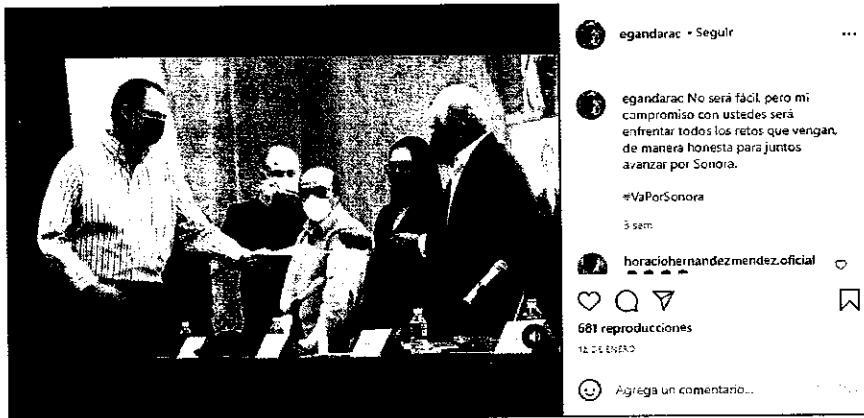 egandarac • Seguir
egandarac No será fácil, pero mi
compromiso con ustedes será
enfrentar todos los retos que vengan,
de manera honesta para juntos
avanzar por Sonora.
#VaPorSonora
3 sem
horaciohernandezmendez.oficial
681 reproducciones
DE ENERO
Agrega un comentario...